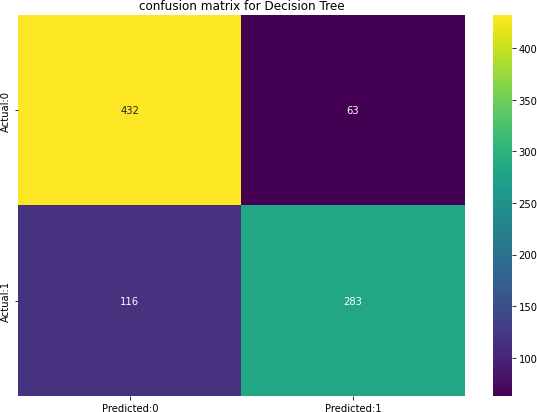 confusion matrix for Decision Tree
Actual:0
432
63
Actual:1
116
283
Predicted:0
Predicted:1
400
350
300
250
200
150
100